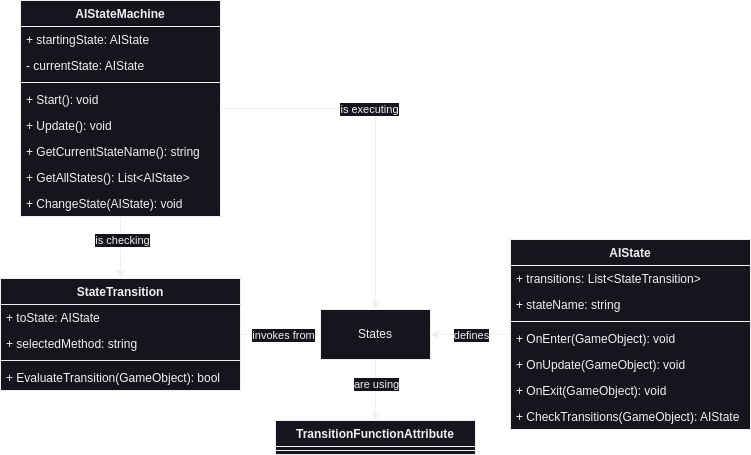 AIStateMachine
+ startingState: AIState
- currentState: AIState
+ Start(): void
+ Update(): void
+ GetCurrentStateName(): string
+ GetAllStates(): List<AIState>
+ ChangeState(AIState): void
is executing
is checking
StateTransition
+ toState: AIState
+ selectedMethod: string
+ EvaluateTransition(GameObject): bool
invokes from
States
defines
AIState
+ transitions: List<StateTransition>
+ stateName: string
+ OnEnter(GameObject): void
+ OnUpdate(GameObject): void
+ OnExit(GameObject): void
+ CheckTransitions(GameObject): AIState
are using
TransitionFunctionAttribute